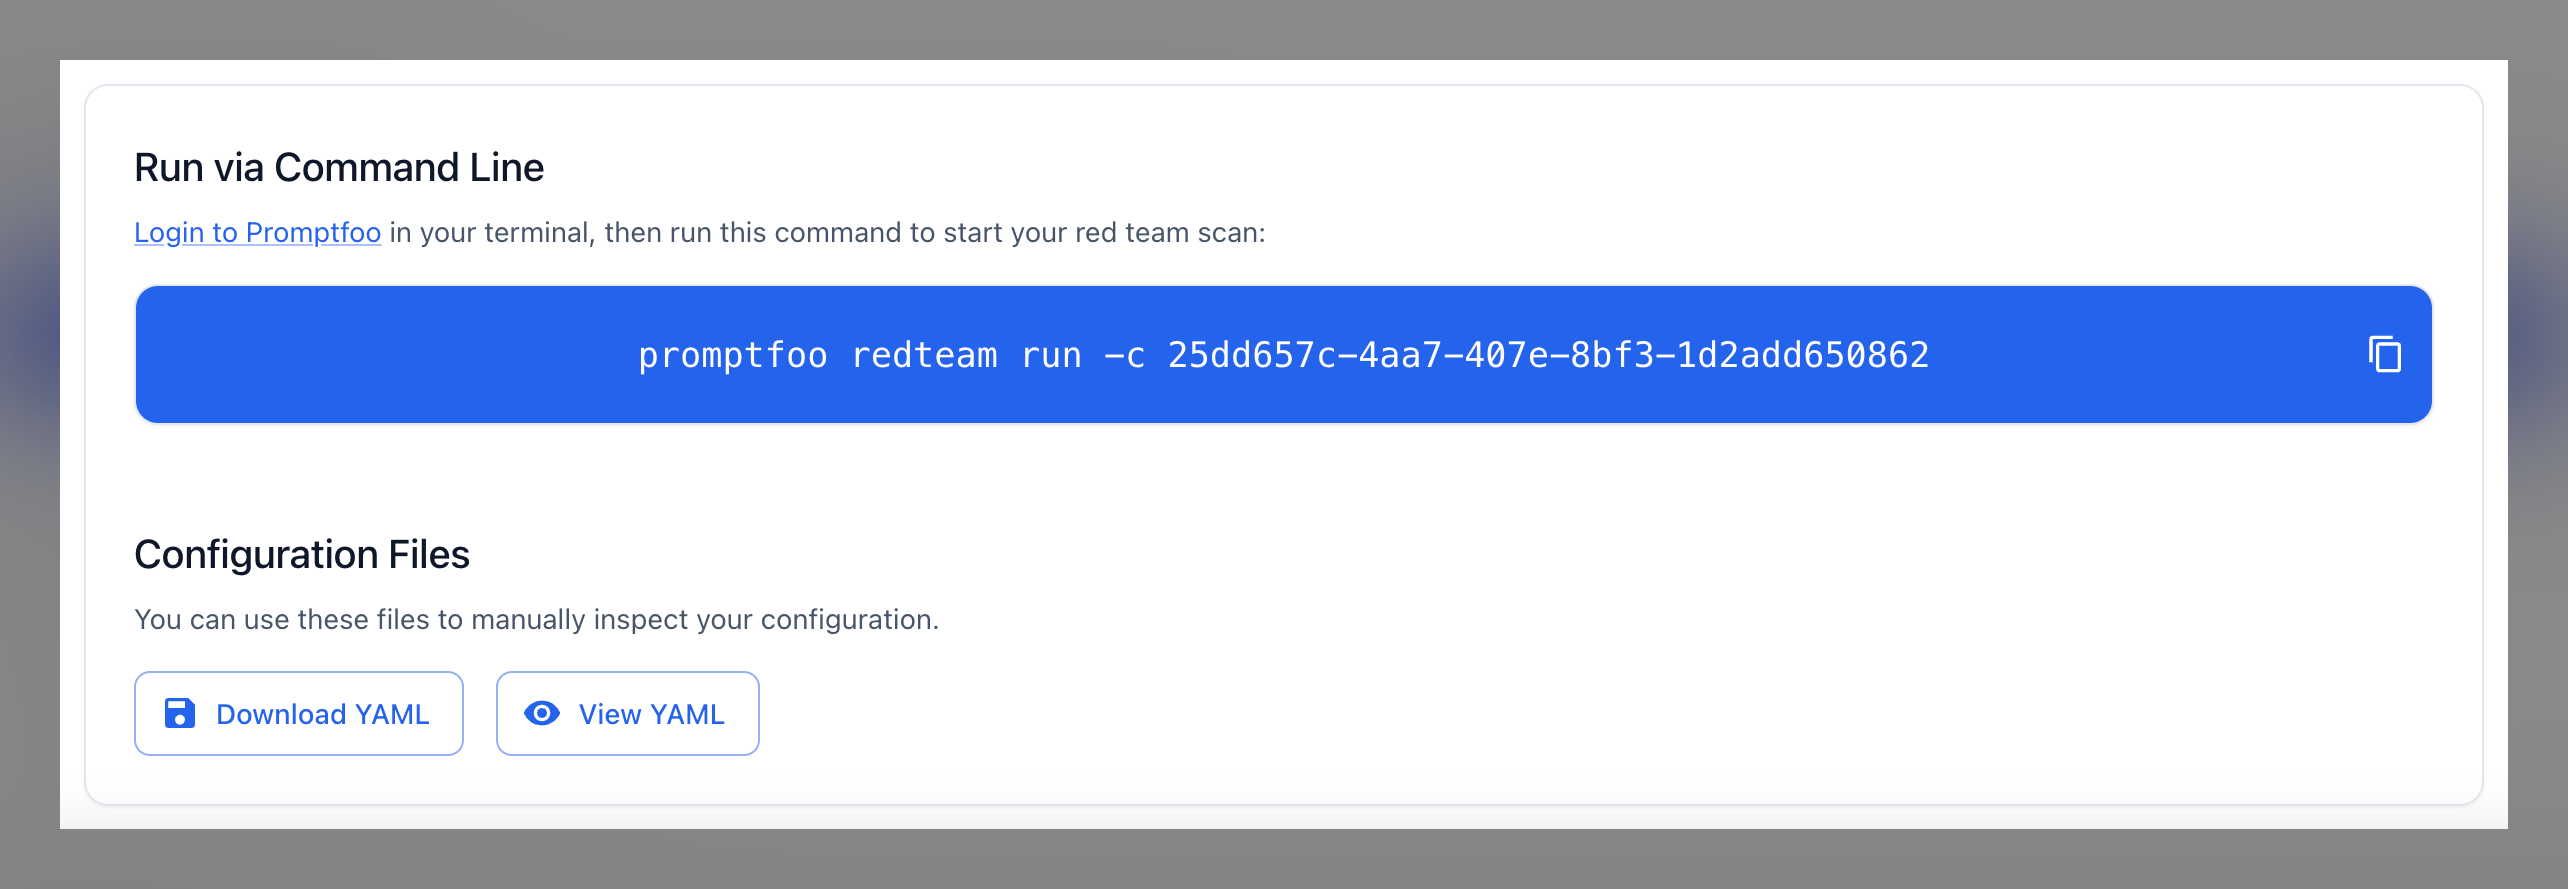 Run via Command Line
Login to Promptfoo in your terminal, then run this command to start your red team scan:
promptfoo redteam run -c 25dd657c-4aa7-407e-8bf3-1d2add650862
Configuration Files
You can use these files to manually inspect your configuration.
Download YAML
View YAML